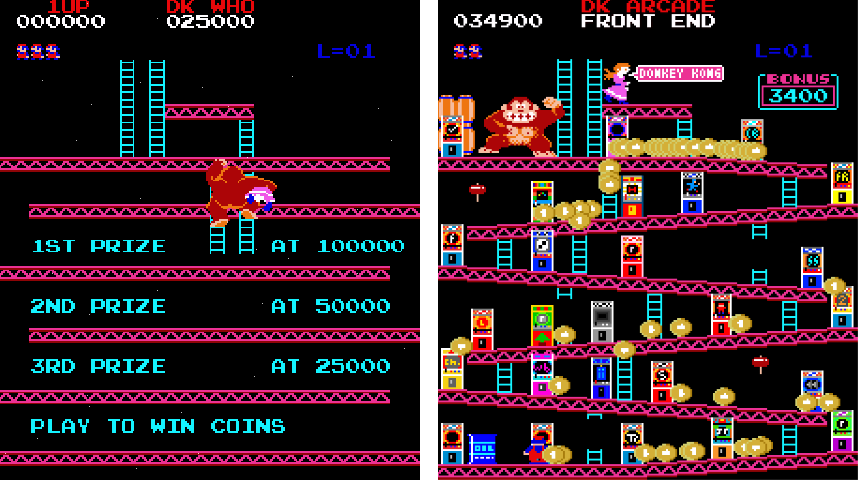 1UP DK WHO
000000 025000
L=01
1ST PRIZE AT 100000
2ND PRIZE AT 50000
3RD PRIZE AT 25000
PLAY TO WIN COINS
DK ARCADE
034900 FRONT END
L=01
DONKEY KONG
BONUS
3400
OIL